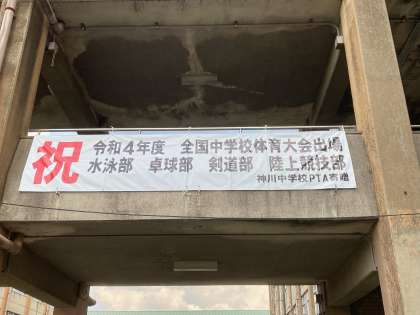 祝
令和4年度 全国中学校体育大会出場
水泳部 卓球部 剣道部 陸上競技部
神川中学校PTA寄贈